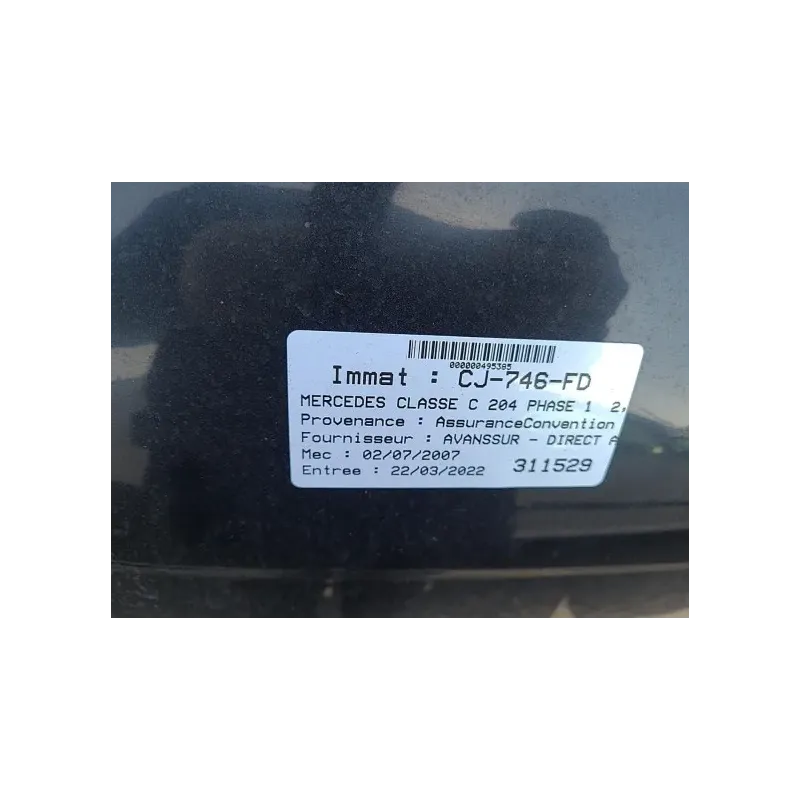 000000495385
Immat : CJ-746-FD
MERCEDES CLASSE C 204 PHASE 1 2.
Provenance : AssuranceConvention
Fournisseur : AVANSSUR - DIRECT A
Mec : 02/07/2007
Entree : 22/03/2022 311529